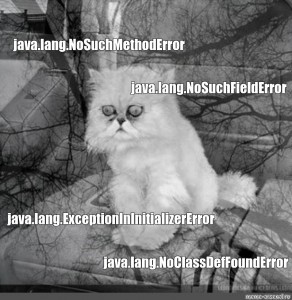 java.lang.NoSuchMethodError
java.lang.NoSuchFieldError
java.lang.ExceptionInInitializerError
java.lang.NoClassDefFoundError